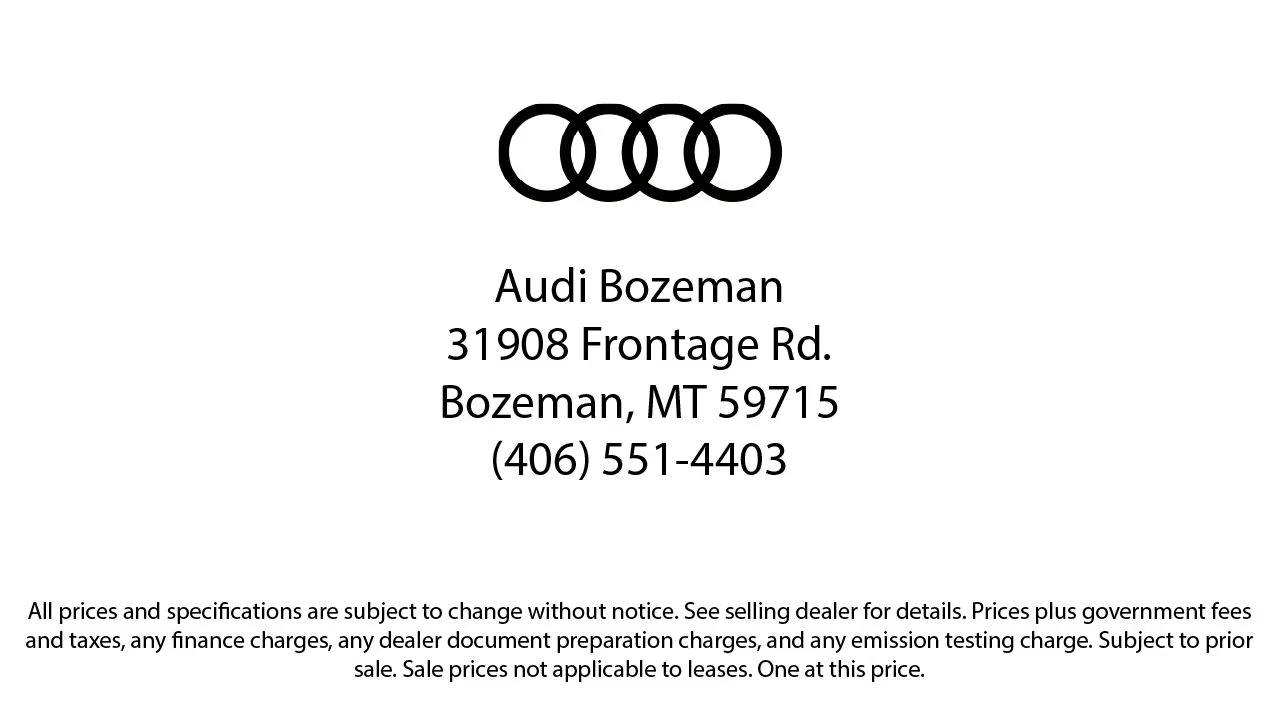 Audi Bozeman
31908 Frontage Rd.
Bozeman, MT 59715
(406) 551-4403
All prices and specifications are subject to change without notice. See selling dealer for details. Prices plus government fees
and taxes, any finance charges, any dealer document preparation charges, and any emission testing charge. Subject to prior
sale. Sale prices not applicable to leases. One at this price.